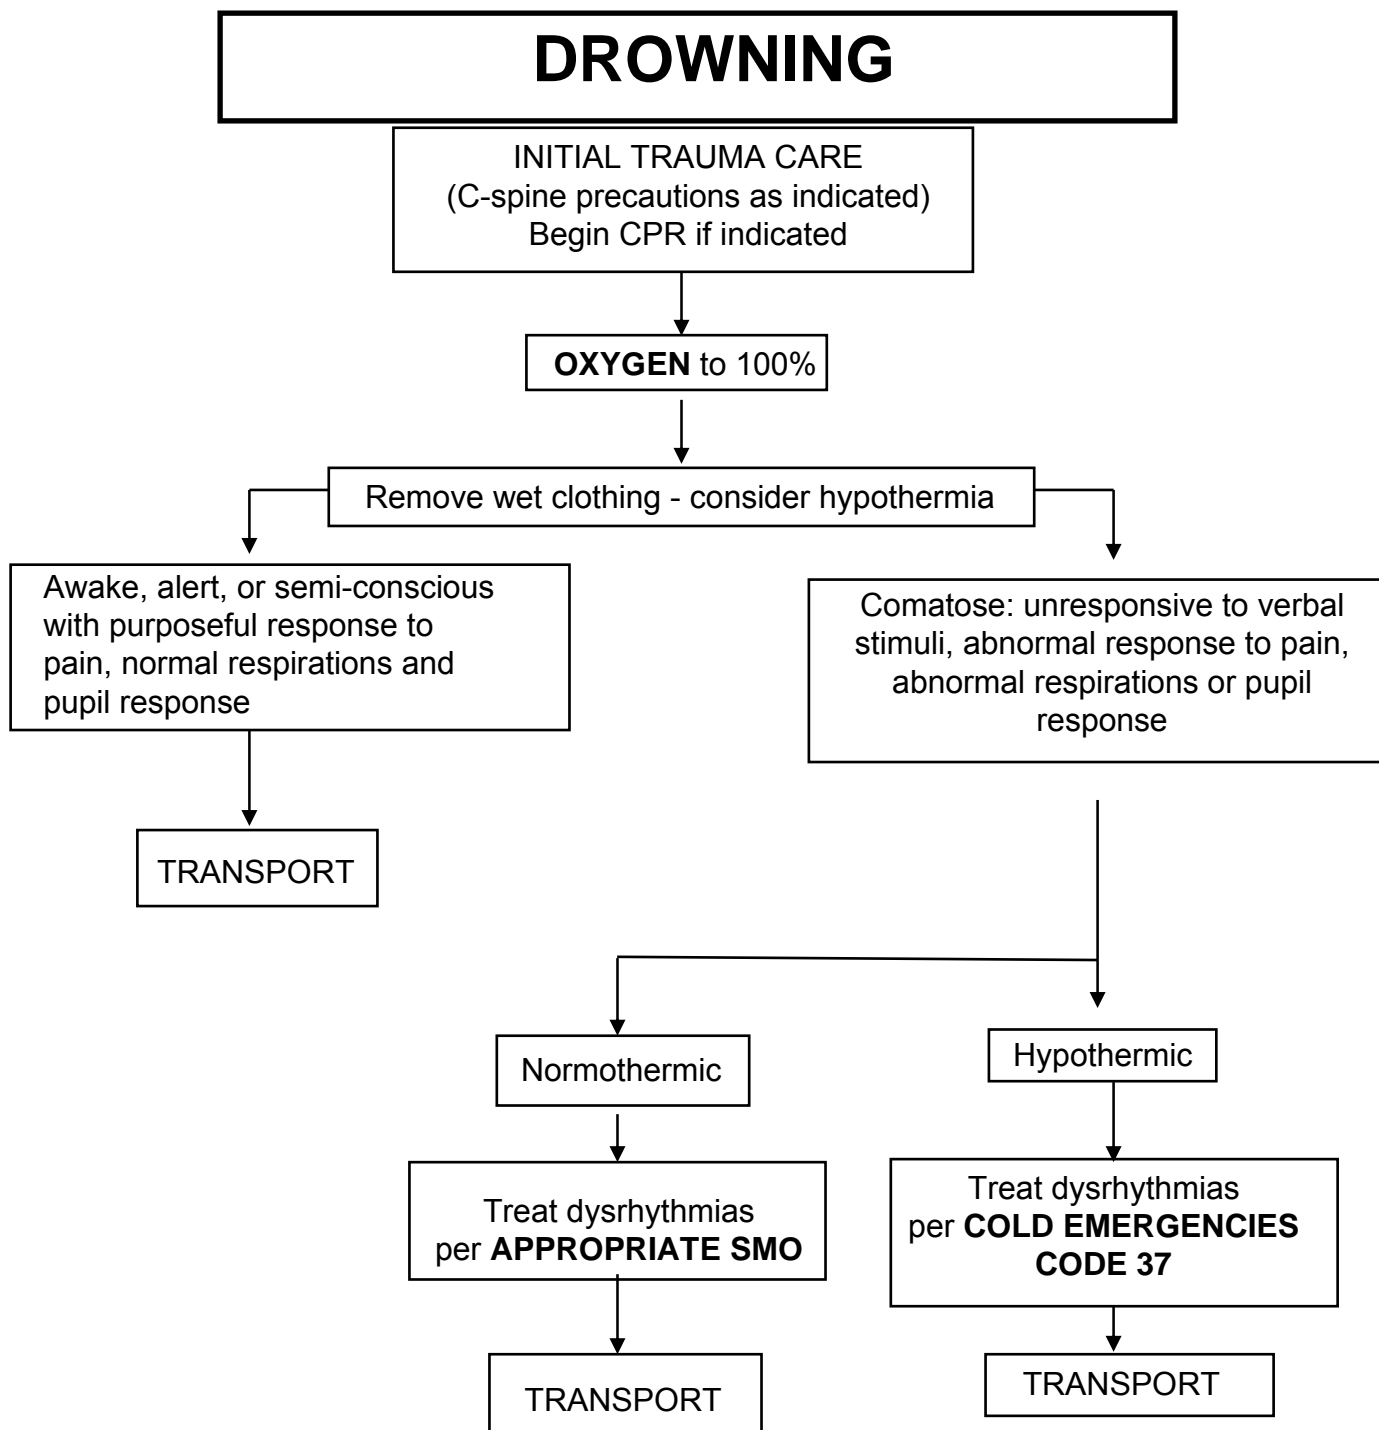 DROWNING
INITIAL TRAUMA CARE
(C-spine precautions as indicated)
Begin CPR if indicated
OXYGEN to 100%
Remove wet clothing - consider hypothermia
Awake, alert, or semi-conscious
with purposeful response to
pain, normal respirations and
pupil response
Comatose: unresponsive to verbal
stimuli, abnormal response to pain,
abnormal respirations or pupil
response
TRANSPORT
Normothermic
Hypothermic
Treat dysrhythmias
per APPROPRIATE SMO
Treat dysrhythmias
per COLD EMERGENCIES
CODE 37
TRANSPORT
TRANSPORT